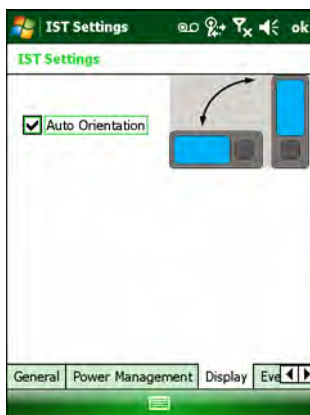 IST Settings
ok
IST Settings
Auto Orientation
General
Power Management
Display
Eve